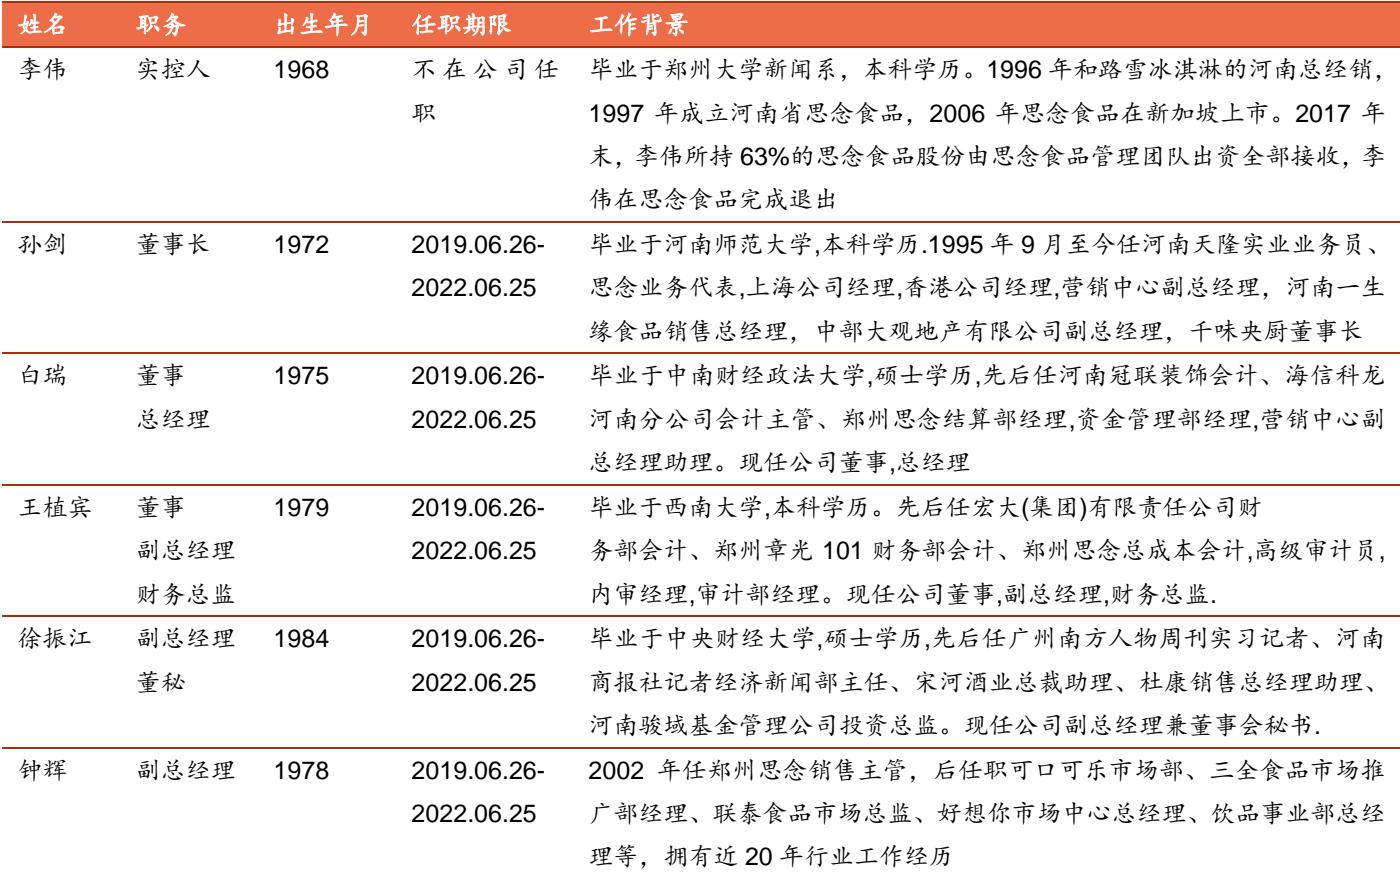 姓名 职务 出生年月 任职期限 工作背景
李伟 实控人 1968 不在公司任 毕业于郑州大学新闻系，本科学历。1996 年和路雪冰淇淋的河南总经销，
职 1997 年成立河南省思念食品，2006 年思念食品在新加坡上市。2017 年
末，李伟所持 63%的思念食品股份由思念食品管理团队出资全部接收，李
伟在思念食品完成退出
孙剑 董事长 1972 2019.06.26- 毕业于河南师范大学,本科学历.1995 年 9 月至今任河南天隆实业业务员、
2022.06.25 思念业务代表,上海公司经理,香港公司经理,营销中心副总经理，河南一生
缘食品销售总经理，中部大观地产有限公司副总经理，千味央厨董事长
白瑞 董事 1975 2019.06.26- 毕业于中南财经政法大学,硕士学历,先后任河南冠联装饰会计、海信科龙
总经理 2022.06.25 河南分公司会计主管、郑州思念结算部经理,资金管理部经理,营销中心副
总经理助理。现任公司董事,总经理
王植宾 董事 1979 2019.06.26- 毕业于西南大学,本科学历。先后任宏大(集团)有限责任公司财
副总经理 2022.06.25 务部会计、郑州章光 101 财务部会计、郑州思念总成本会计,高级审计员,
财务总监 内审经理,审计部经理。现任公司董事,副总经理,财务总监.
徐振江 副总经理 1984 2019.06.26- 毕业于中央财经大学,硕士学历,先后任广州南方人物周刊实习记者、河南
董秘 2022.06.25 商报社记者经济新闻部主任、宋河酒业总裁助理、杜康销售总经理助理、
河南骏域基金管理公司投资总监。现任公司副总经理兼董事会秘书.
钟辉 副总经理 1978 2019.06.26- 2002 年任郑州思念销售主管，后任职可口可乐市场部、三全食品市场推
2022.06.25 广部经理、联泰食品市场总监、好想你市场中心总经理、饮品事业部总经
理等，拥有近 20 年行业工作经历